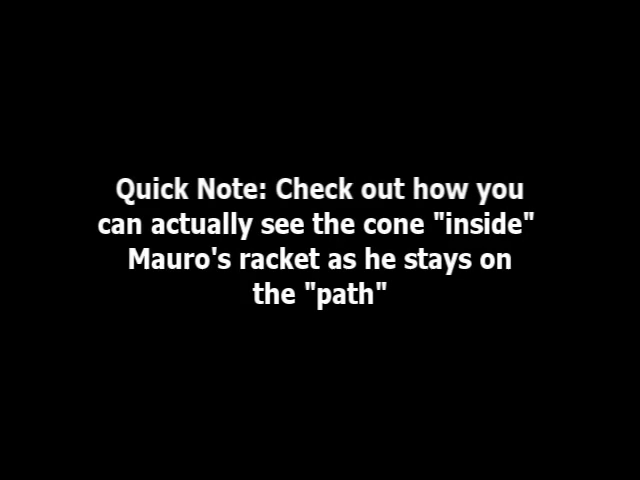 Quick Note: Check out how you
can actually see the cone "inside"
Mauro's racket as he stays on
the "path"